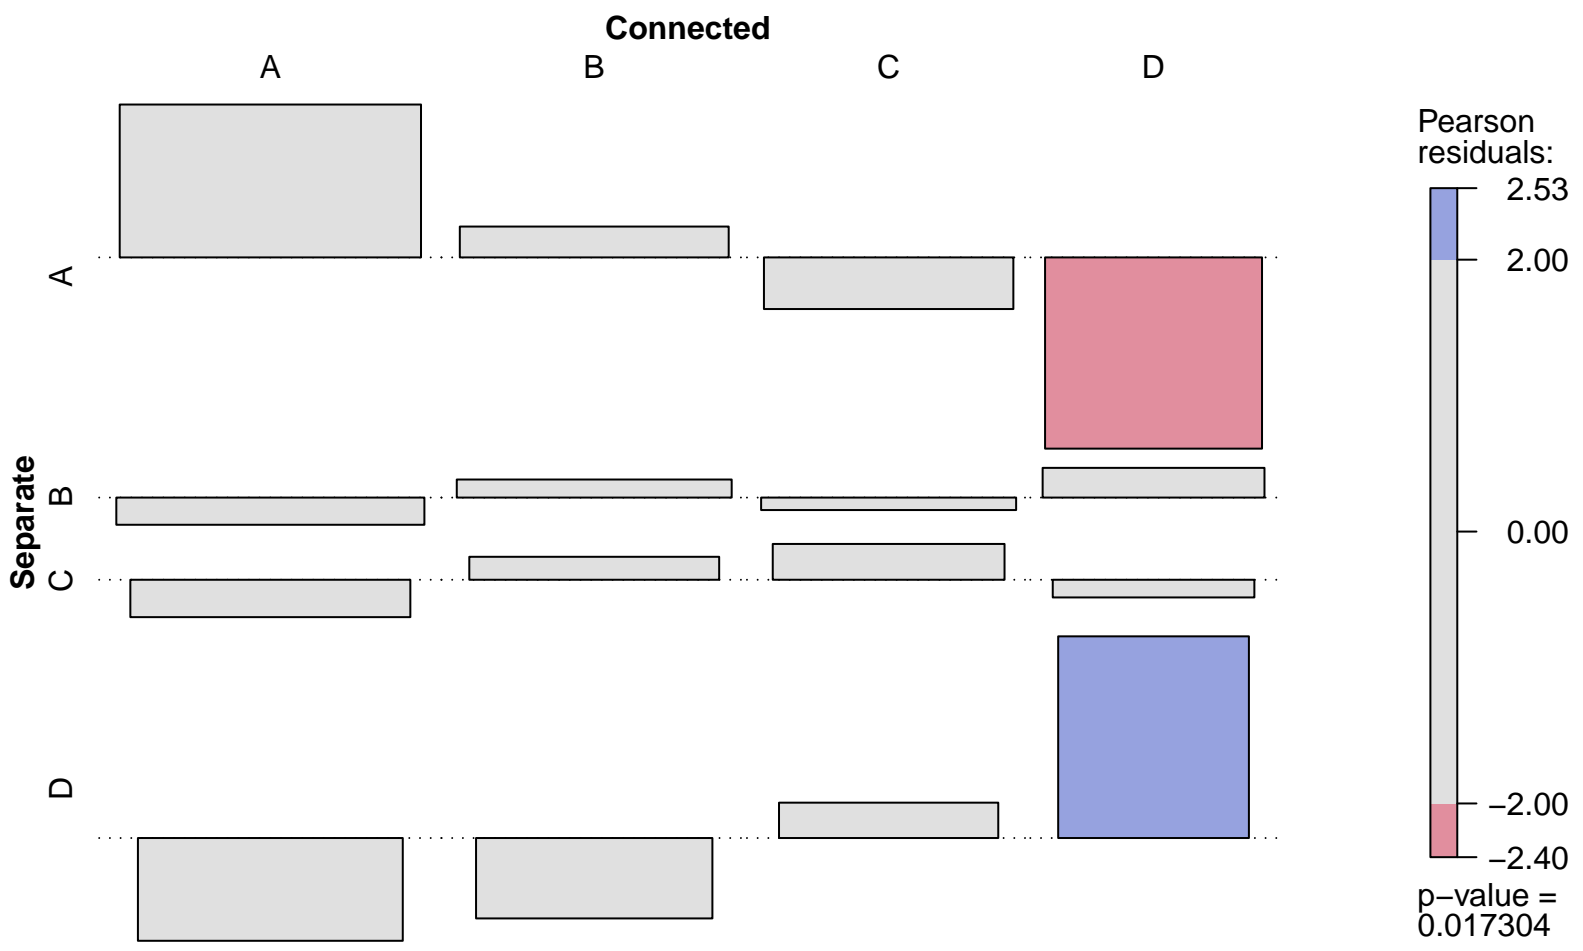 Connected
A B C D
Separate
A
B
C
D
Pearson
residuals:
2.53
2.00
0.00
−2.00
−2.40
p−value =
0.017304